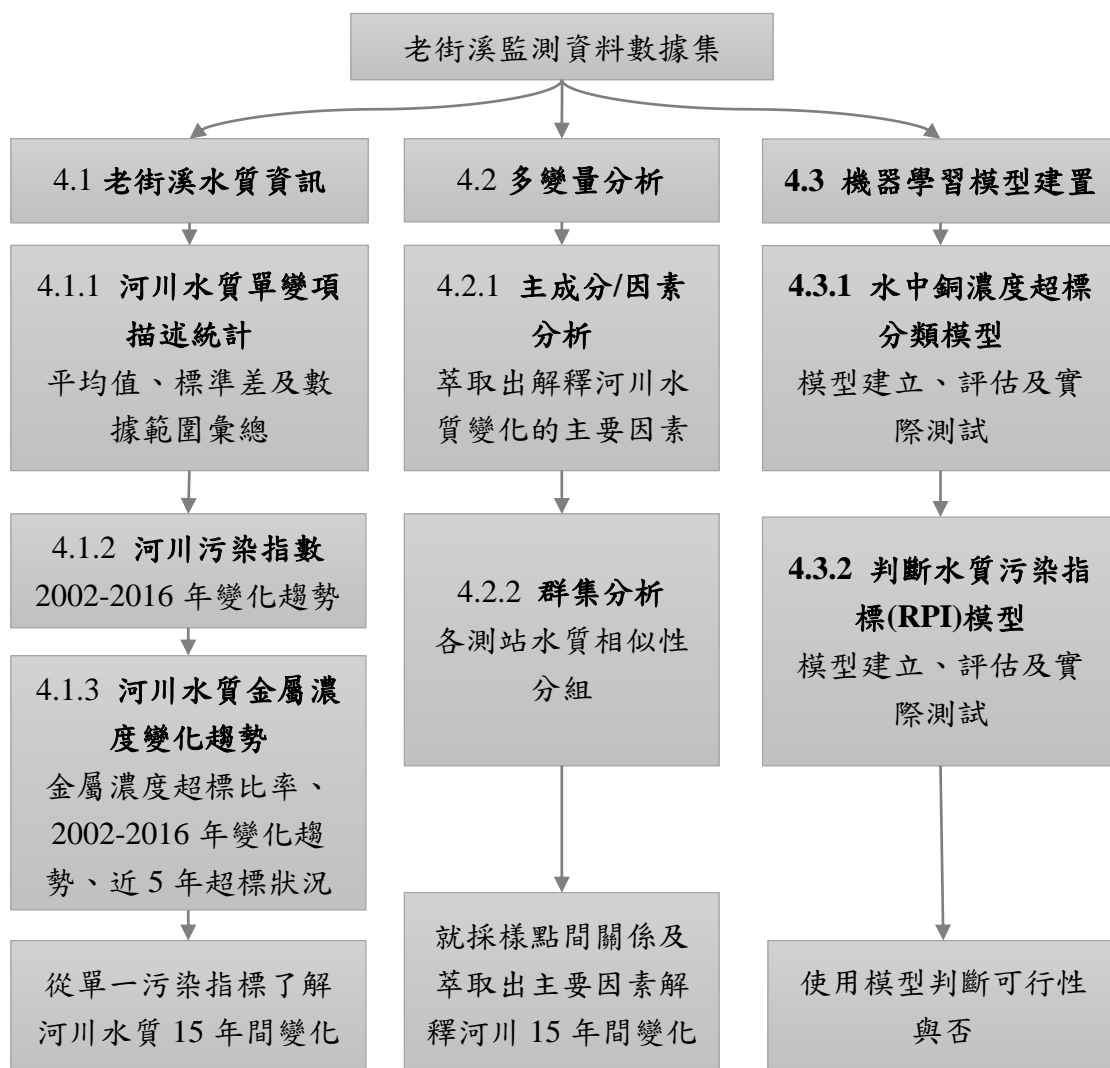 老街溪監測資料數據集
4.1 老街溪水質資訊
4.1.1 河川水質單變項
描述統計
平均值、標準差及數
據範圍彙總
4.1.2 河川污染指數
2002-2016 年變化趨勢
4.1.3 河川水質金屬濃
度變化趨勢
金屬濃度超標比率、
2002-2016 年變化趨
勢、近 5 年超標狀況
從單一污染指標了解
河川水質 15 年間變化
4.2 多變量分析
4.2.1 主成分/因素
分析
萃取出解釋河川水
質變化的主要因素
4.2.2 群集分析
各測站水質相似性
分組
就採樣點間關係及
萃取出主要因素解
釋河川 15 年間變化
4.3 機器學習模型建置
4.3.1 水中銅濃度超標
分類模型
模型建立、評估及實
際測試
4.3.2 判斷水質污染指
標(RPI)模型
模型建立、評估及實
際測試
使用模型判斷可行性
與否